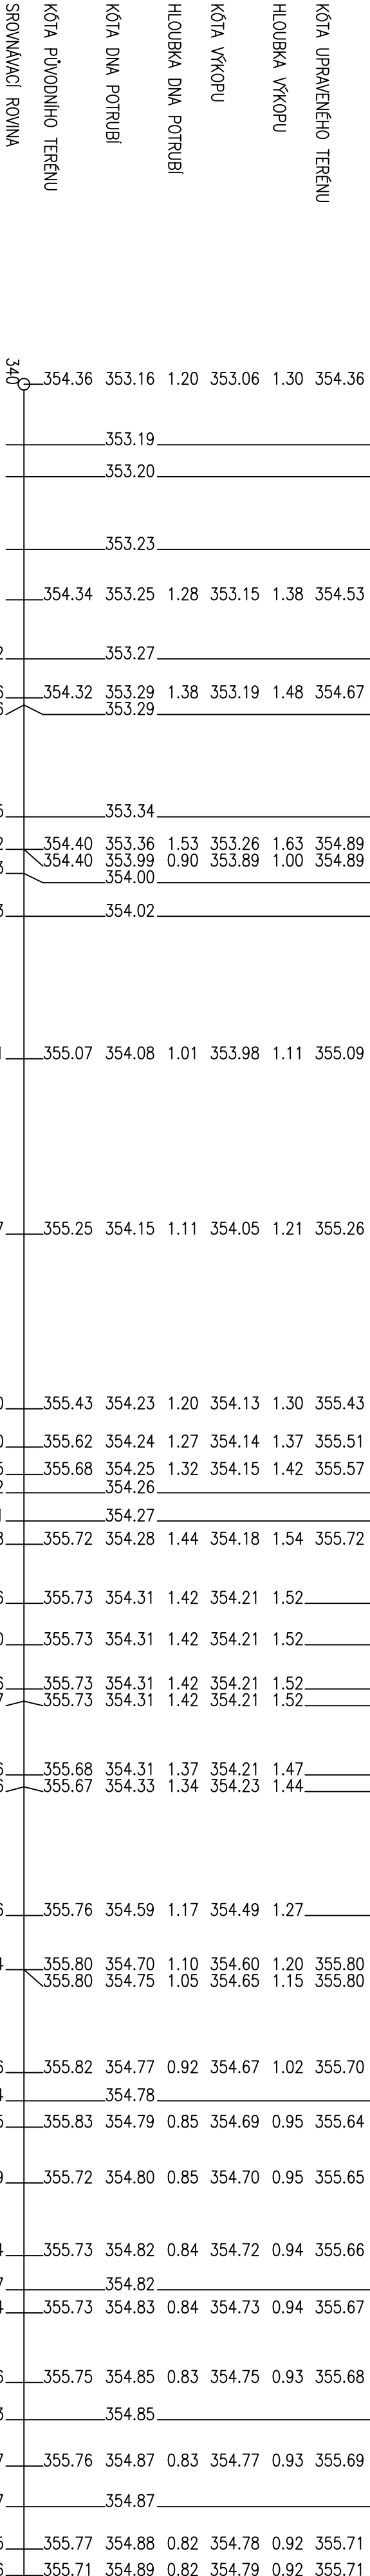 KÓTA UPRAVENÉHO TERÉNU
HLOUBKA VÝKOPU
KÓTA VÝKOPU
HLOUBKA DNA POTRUBÍ
KÓTA DNA POTRUBÍ
KÓTA PŮVODNÍHO TERÉNU
SROVNÁVACÍ ROVINA
340
354.36 353.16 1.20 353.06 1.30 354.36
353.19
353.20
353.23
354.34 353.25 1.28 353.15 1.38 354.53
353.27
354.32 353.29 1.38 353.19 1.48 354.67
353.29
353.34
354.40 353.36 1.53 353.26 1.63 354.89
354.40 353.99 0.90 353.89 1.00 354.89
354.00
354.02
355.07 354.08 1.01 353.98 1.11 355.09
355.25 354.15 1.11 354.05 1.21 355.26
355.43 354.23 1.20 354.13 1.30 355.43
355.62 354.24 1.27 354.14 1.37 355.51
355.68 354.25 1.32 354.15 1.42 355.57
354.26
354.27
355.72 354.28 1.44 354.18 1.54 355.72
355.73 354.31 1.42 354.21 1.52
355.73 354.31 1.42 354.21 1.52
355.73 354.31 1.42 354.21 1.52
355.73 354.31 1.42 354.21 1.52
355.68 354.31 1.37 354.21 1.47
355.67 354.33 1.34 354.23 1.44
355.76 354.59 1.17 354.49 1.27
355.80 354.70 1.10 354.60 1.20 355.80
355.80 354.75 1.05 354.65 1.15 355.80
355.82 354.77 0.92 354.67 1.02 355.70
354.78
355.83 354.79 0.85 354.69 0.95 355.64
355.72 354.80 0.85 354.70 0.95 355.65
355.73 354.82 0.84 354.72 0.94 355.66
354.82
355.73 354.83 0.84 354.73 0.94 355.67
355.75 354.85 0.83 354.75 0.93 355.68
354.85
355.76 354.87 0.83 354.77 0.93 355.69
354.87
355.77 354.88 0.82 354.78 0.92 355.71
355.71 354.89 0.82 354.79 0.92 355.71